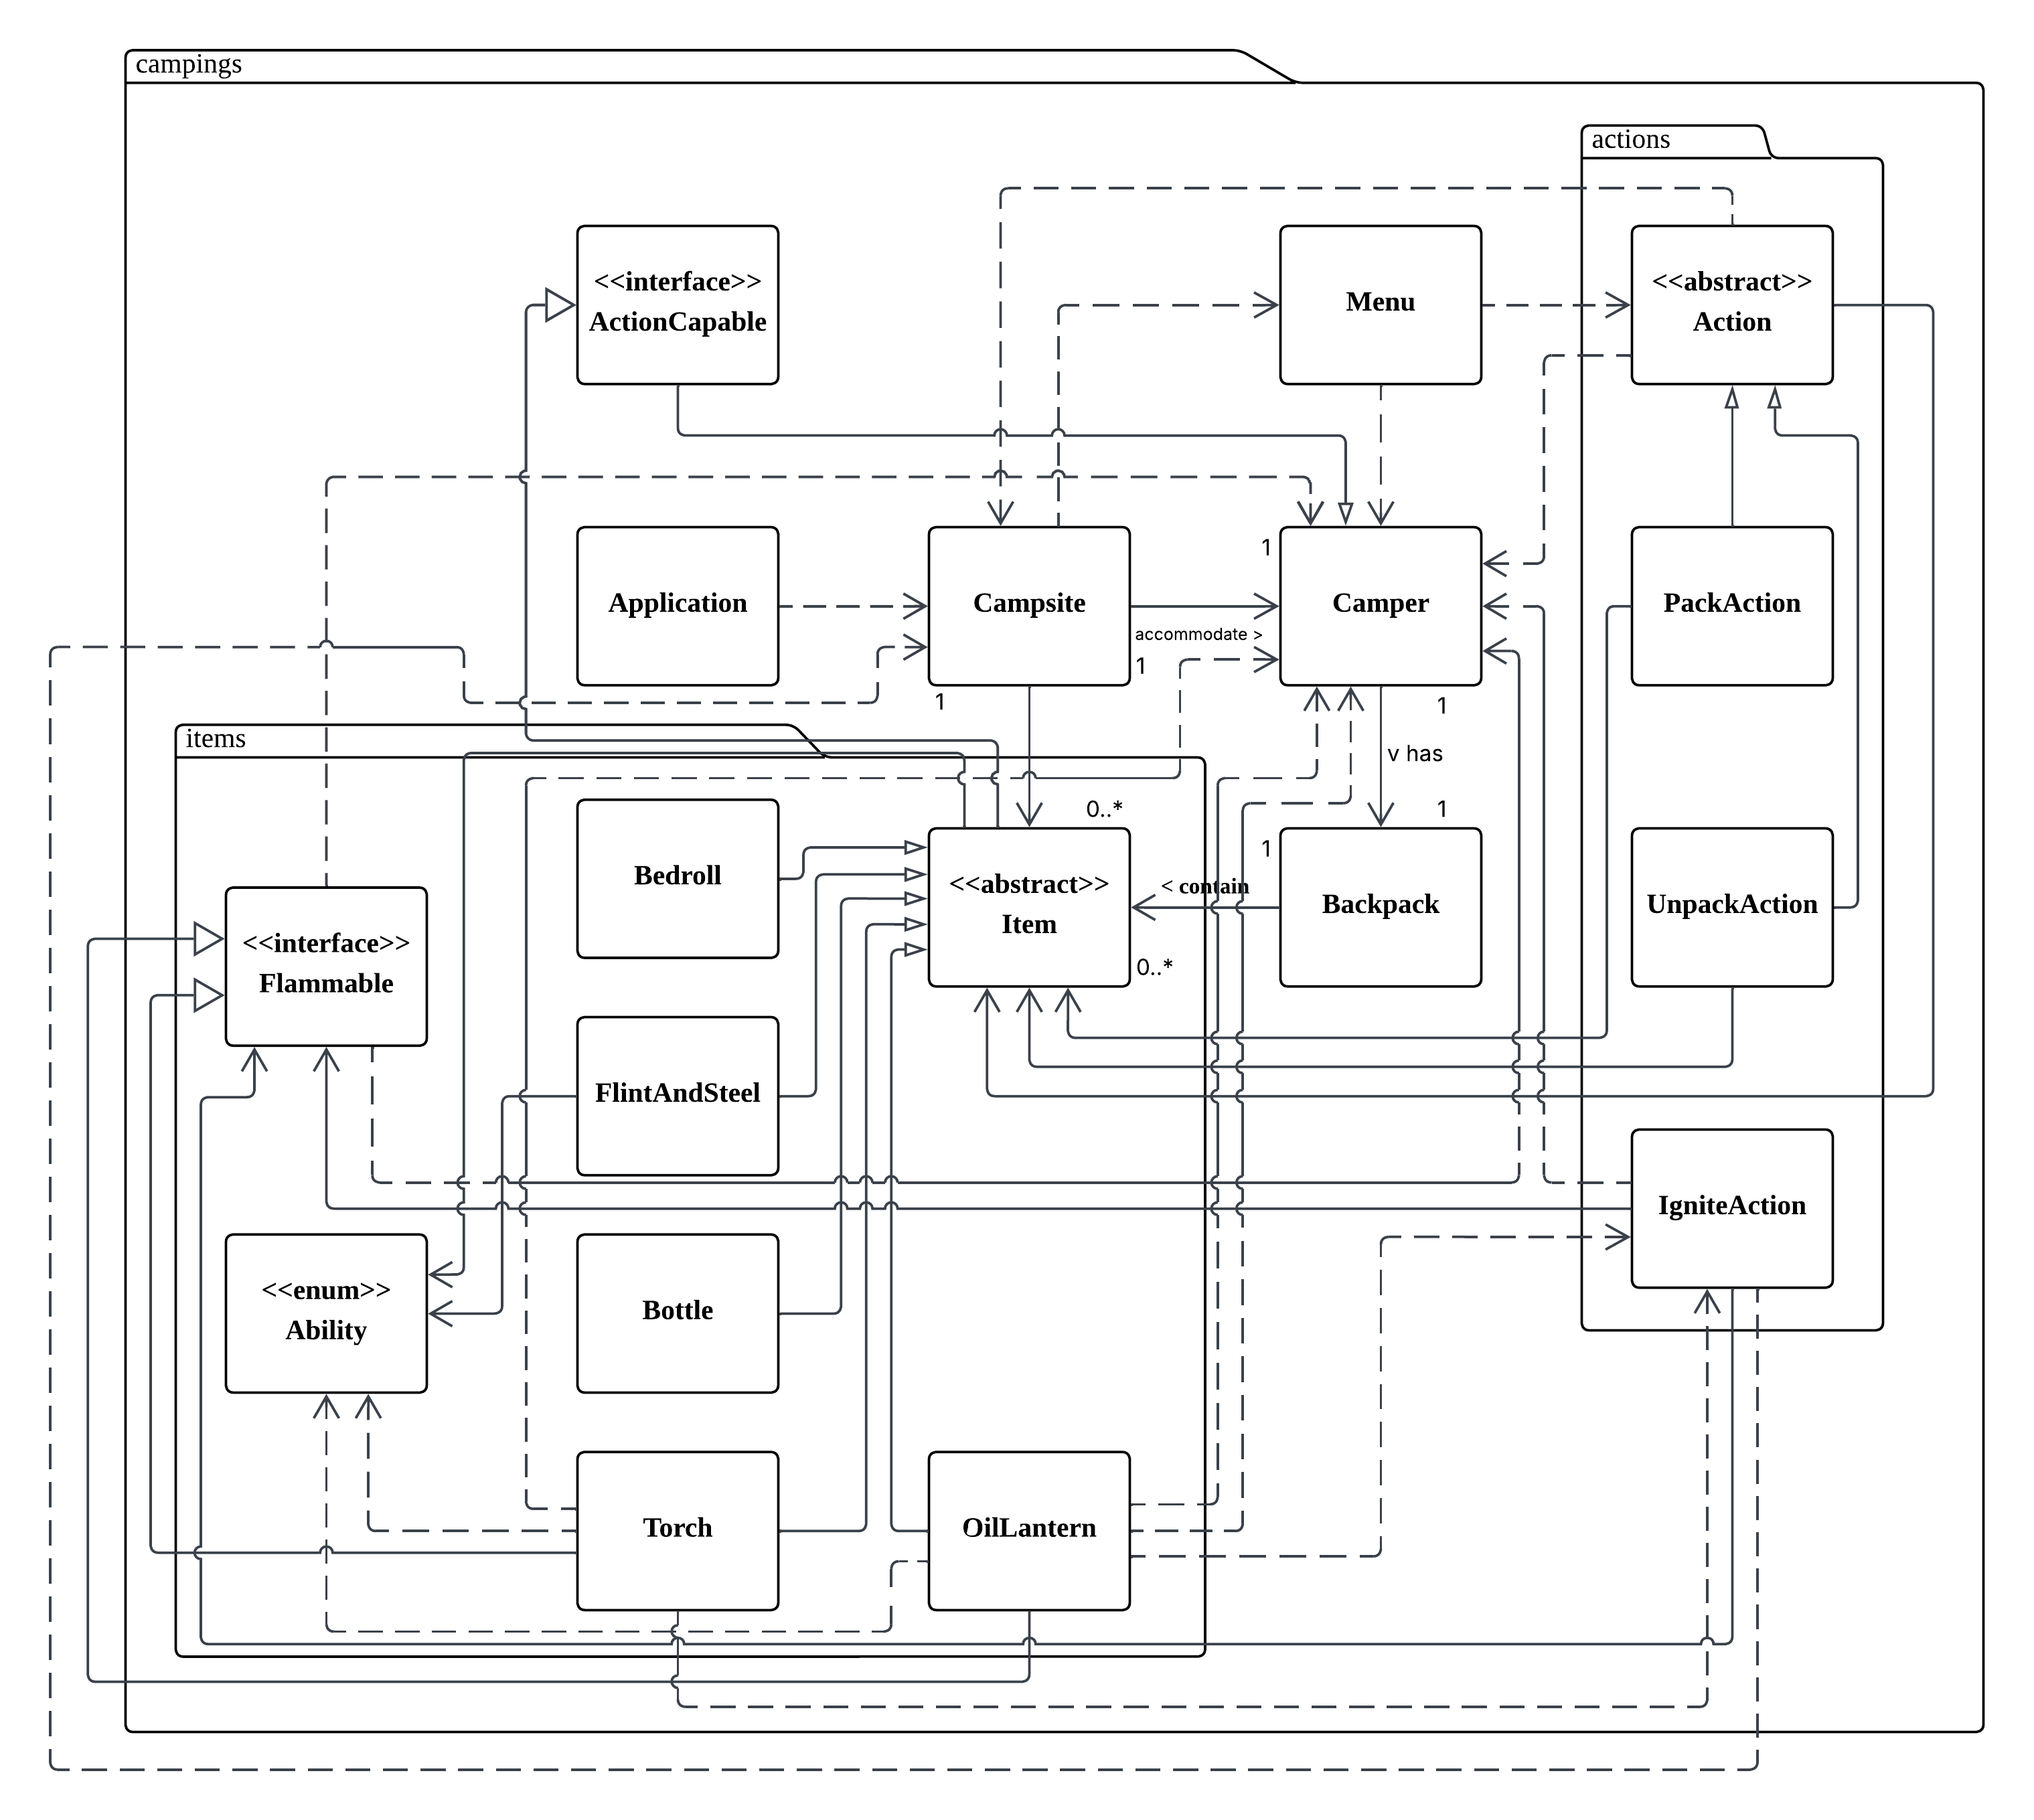 campings
actions
<<interface>>
ActionCapable
Menu
<<abstract>>
Action
Application
Campsite
1
Camper
PackAction
accommodate >
1
1
1
items
v has
0..*
1
Bedroll
<<abstract>>
Item
1
< contain
Backpack
UnpackAction
<<interface>>
Flammable
0..*
FlintAndSteel
IgniteAction
<<enum>>
Ability
Bottle
Torch
OilLantern